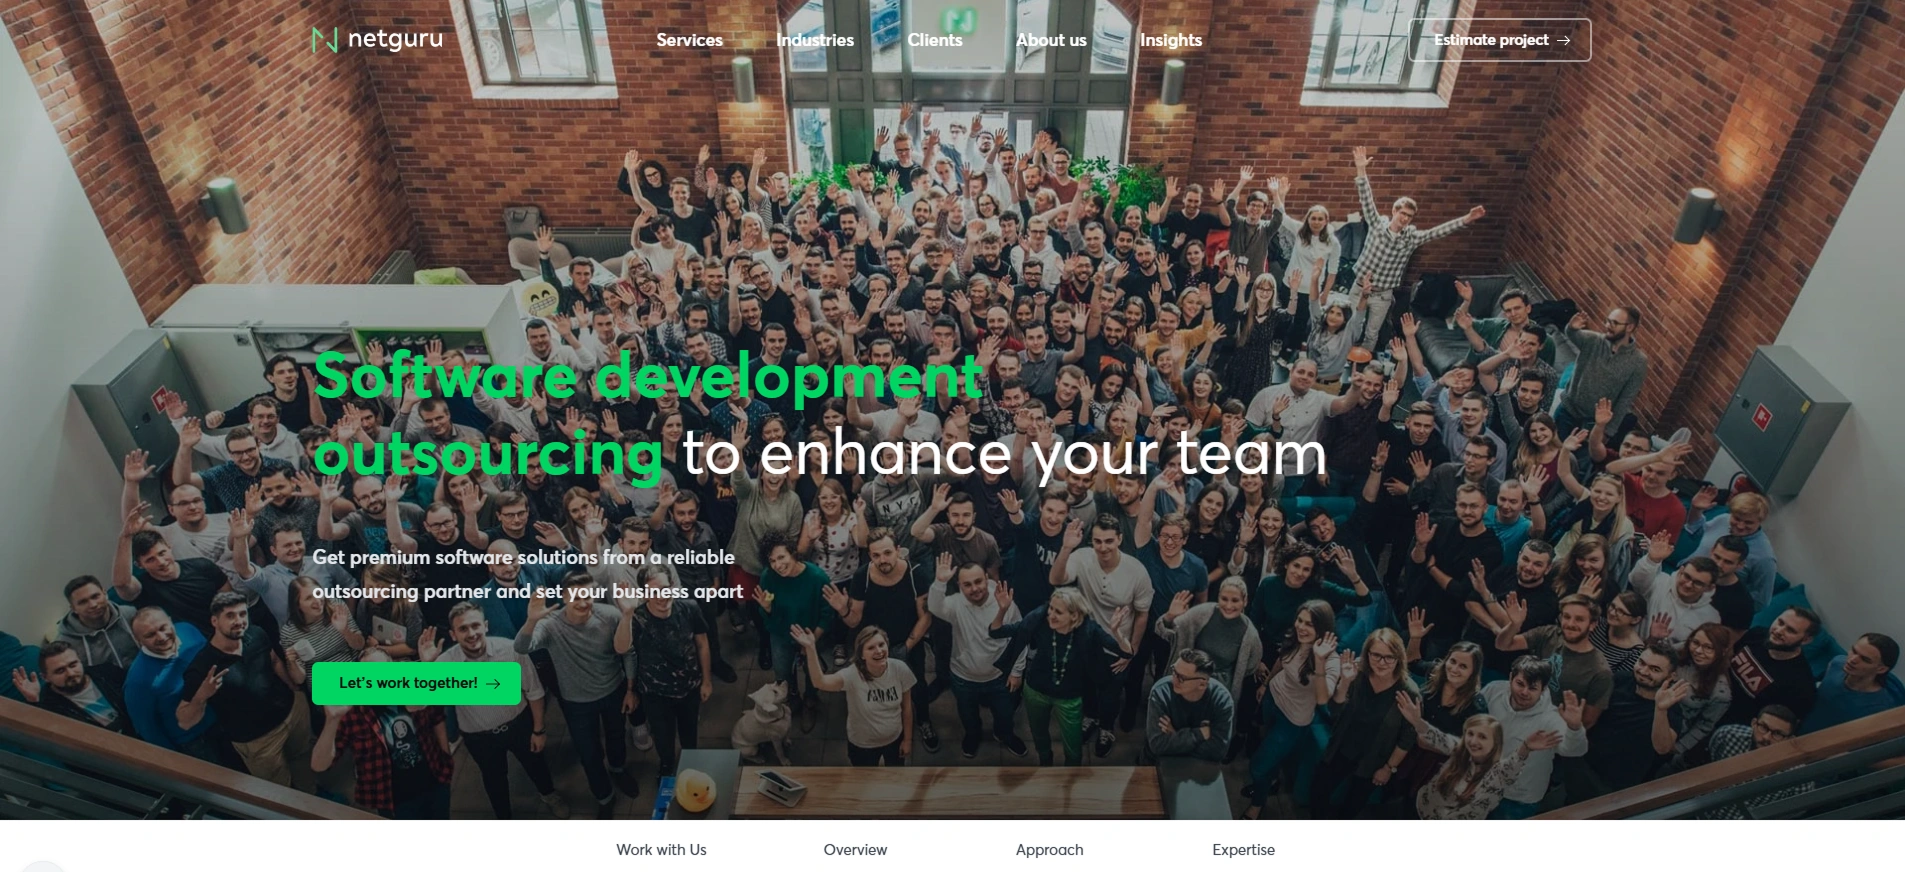 netguru
Services
Industries
Clients
About us
Insights
Estimate project →
Software development
outsourcing to enhance your team
Get premium software solutions from a reliable
outsourcing partner and set your business apart
Let's work together! →
FILA
Work with Us
Overview
Approach
Expertise